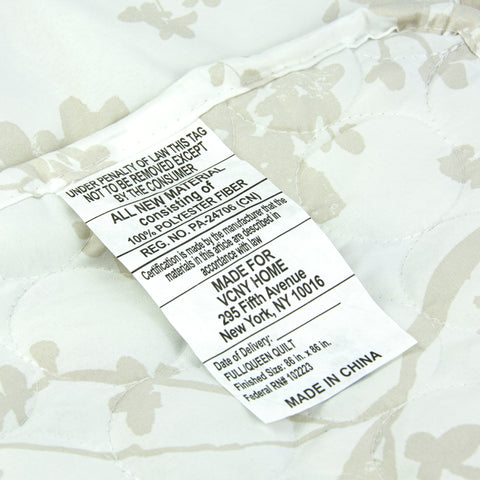 UNDER PENALTY OF LAW THIS TAG
NOT TO BE REMOVED EXCEPT
BY THE CONSUMER
ALL NEW MATERIAL
consisting of
100% POLYESTER FIBER
REG. NO. PA-24706 (CN)
Certification is made by the manufacturer that the
materials in this article are described in
accordance with law
MADE FOR
VCNY HOME
295 Fifth Avenue
New York, NY 10016
Date of Delivery:
FULL/QUEEN QUILT
Finished Size: 86 in. x 86 in.
Federal RN# 102223
MADE IN CHINA